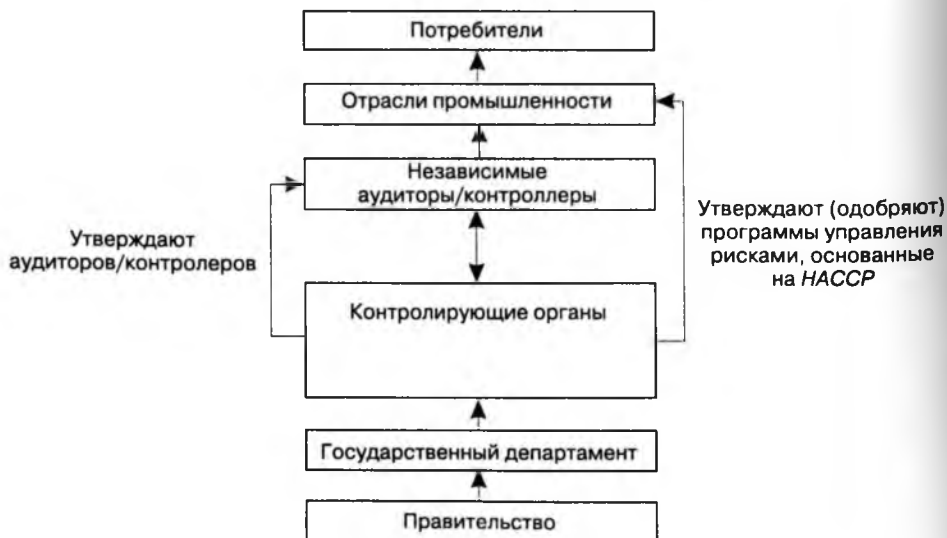 Потребители
Отрасли промышленности
Независимые
аудиторы/контроллеры
Утверждают
аудиторов/контролеров
Утверждают (одобряют)
программы управления
рисками, основанные
на НАССР
Контролирующие органы
Государственный департамент
Правительство